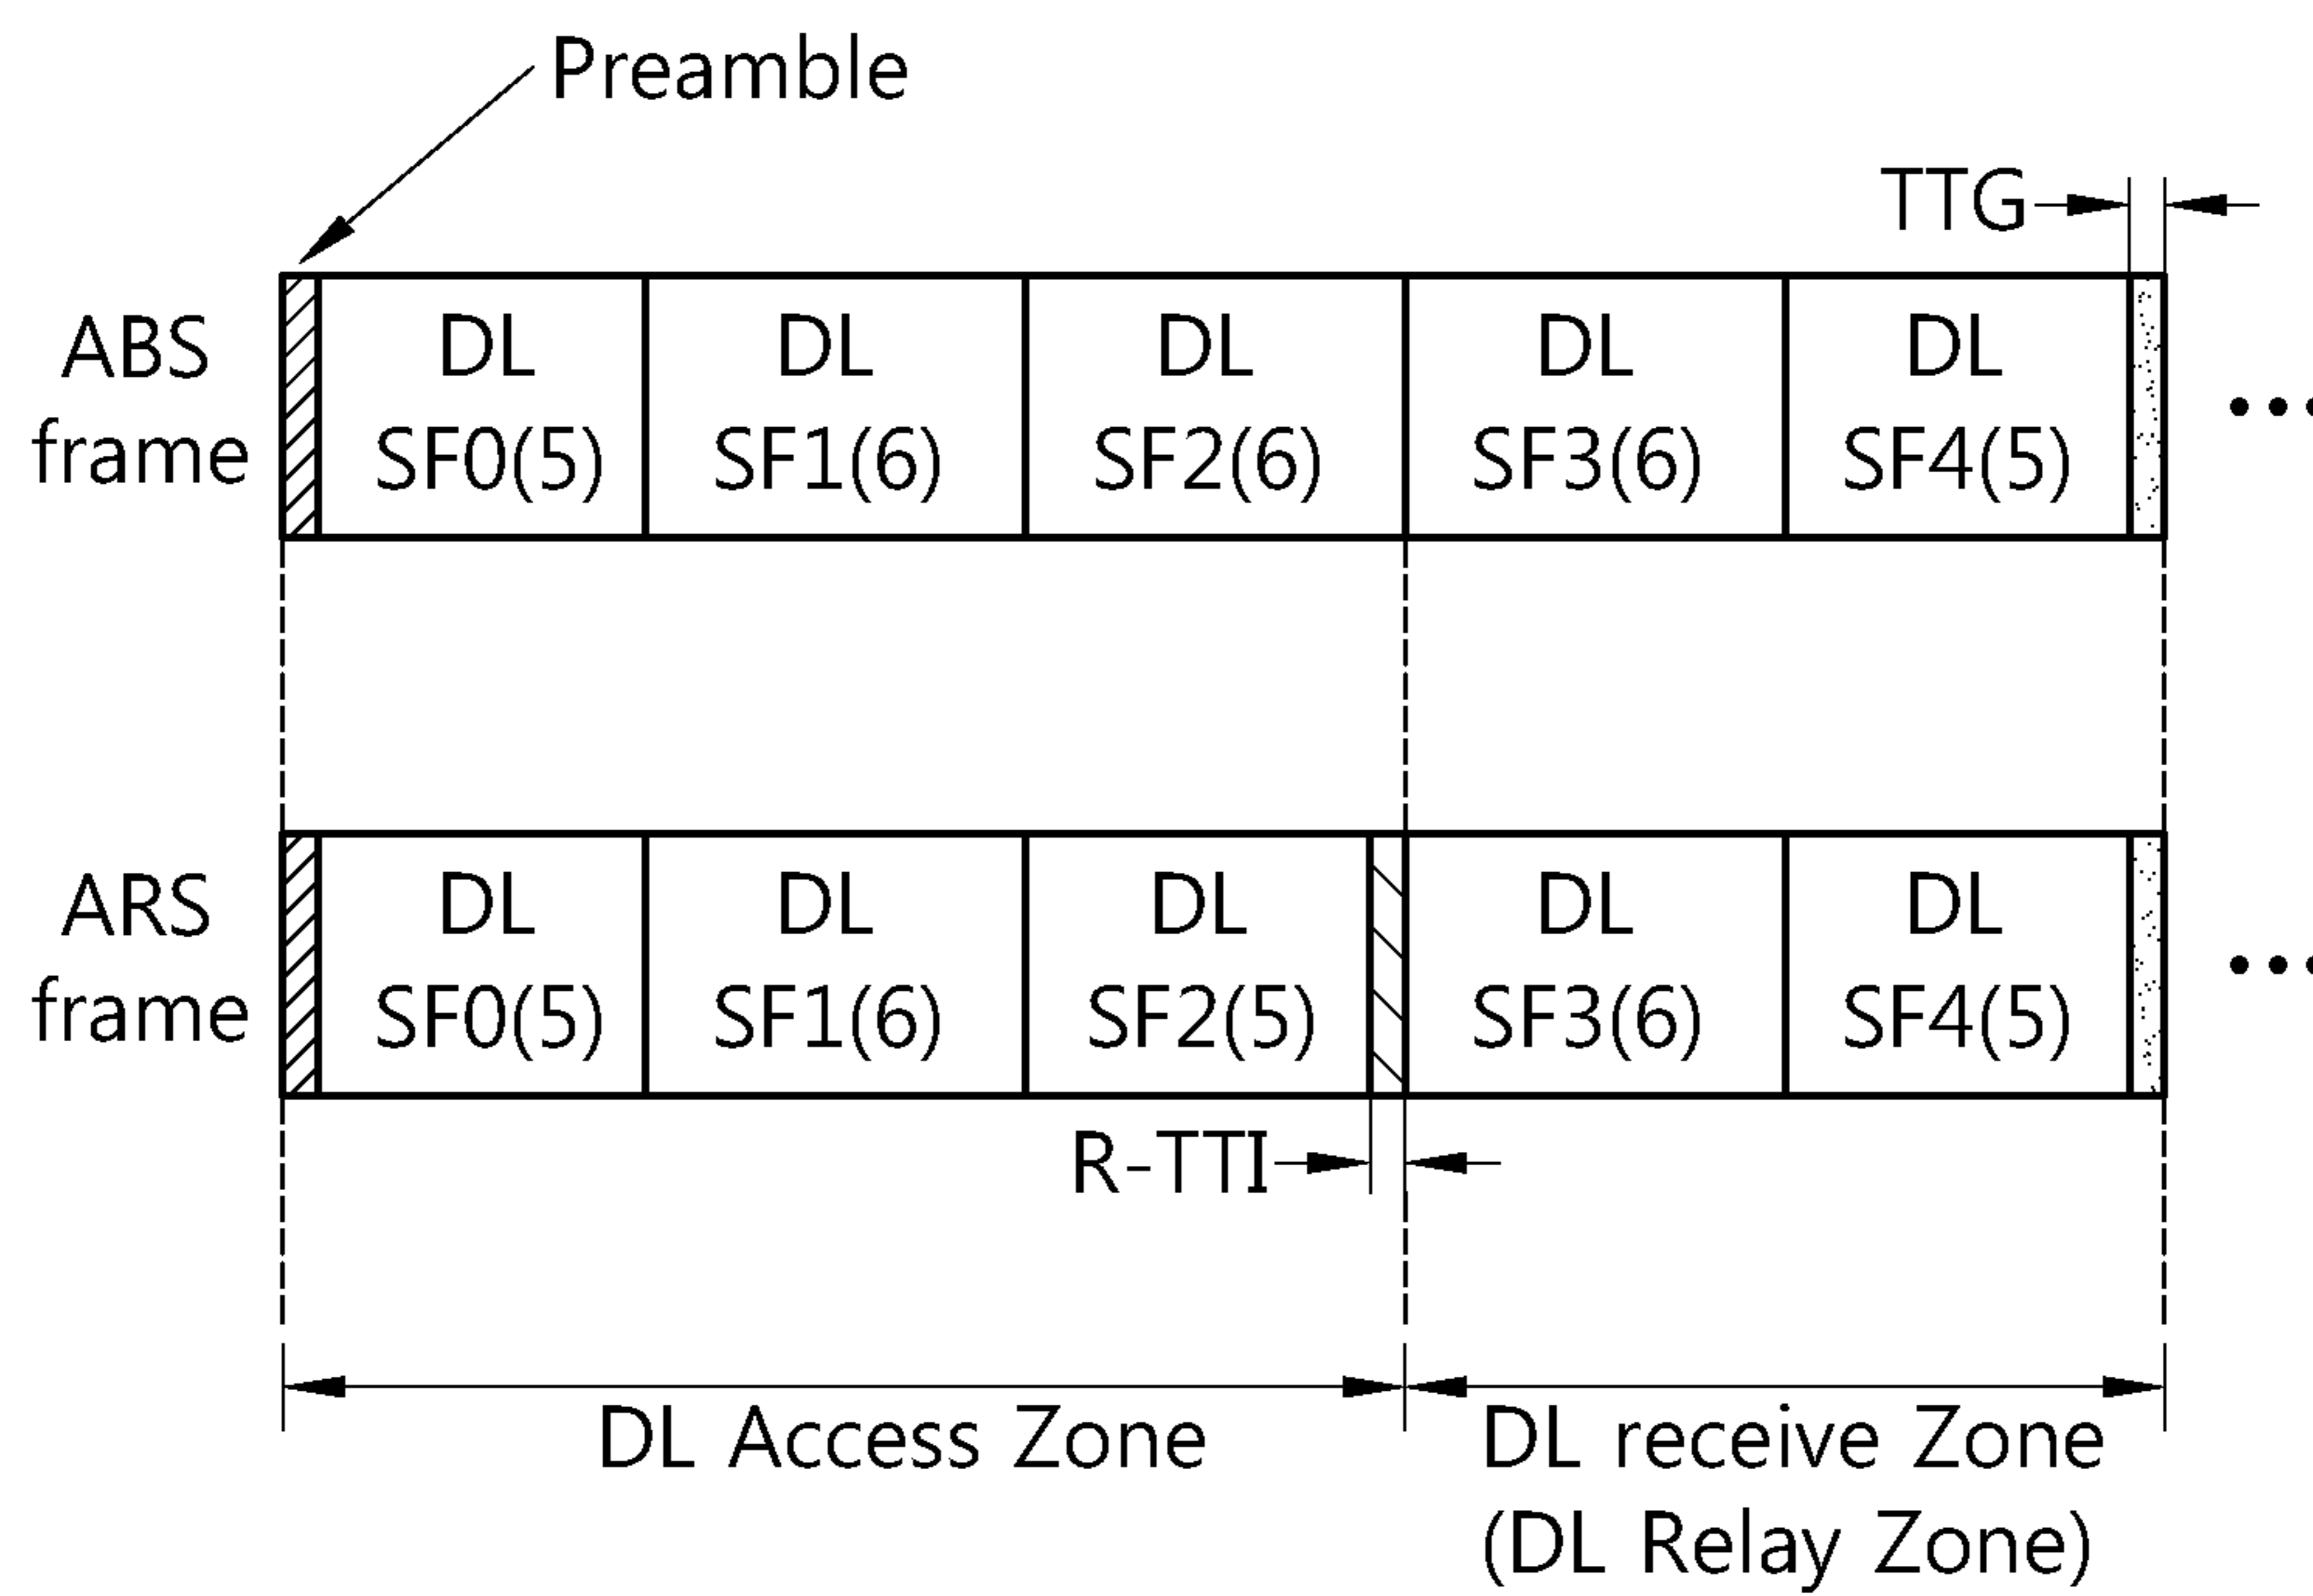 Preamble
TTG
ABS
frame
DL
SF0(5)
DL
SF1(6)
DL
SF2(6)
DL
SF3(6)
DL
SF4(5)
•••
ARS
frame
DL
SF0(5)
DL
SF1(6)
DL
SF2(5)
DL
SF3(6)
DL
SF4(5)
•••
R-TTI
DL Access Zone
DL receive Zone
(DL Relay Zone)